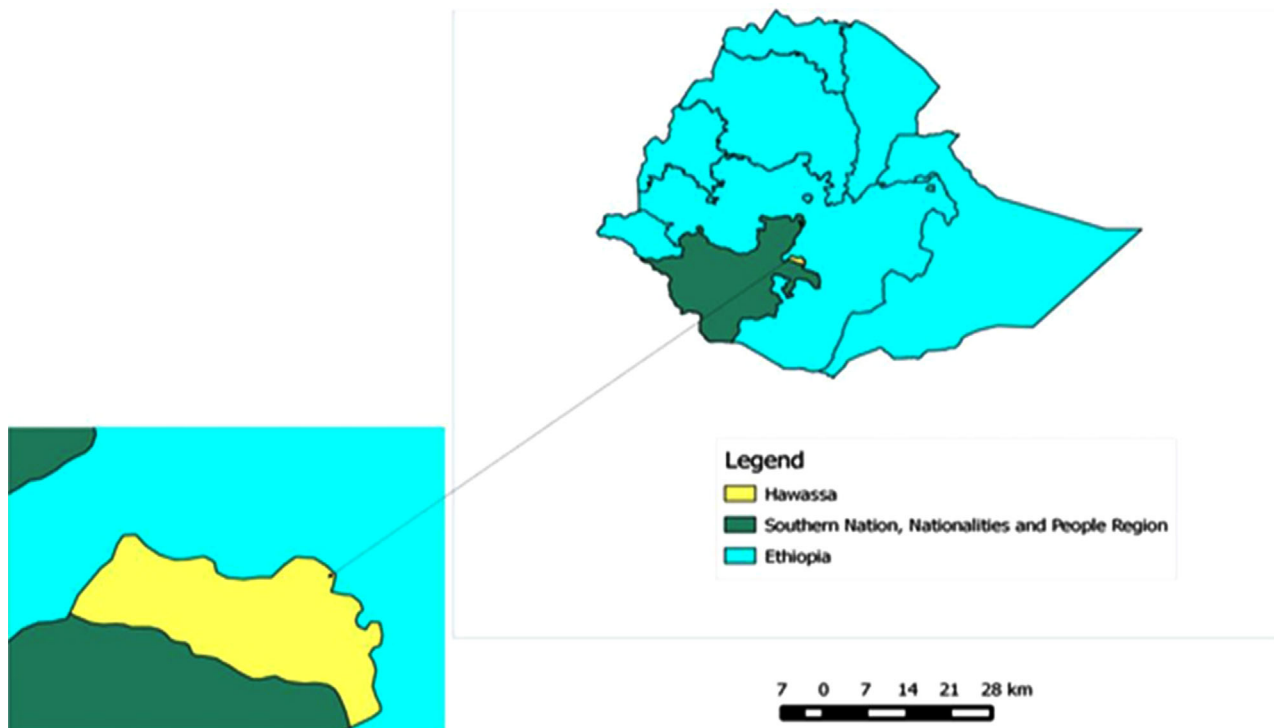 Legend
Hawassa
Southern Nation, Nationalities and People Region
Ethiopia
7 0 7 14 21 28 km